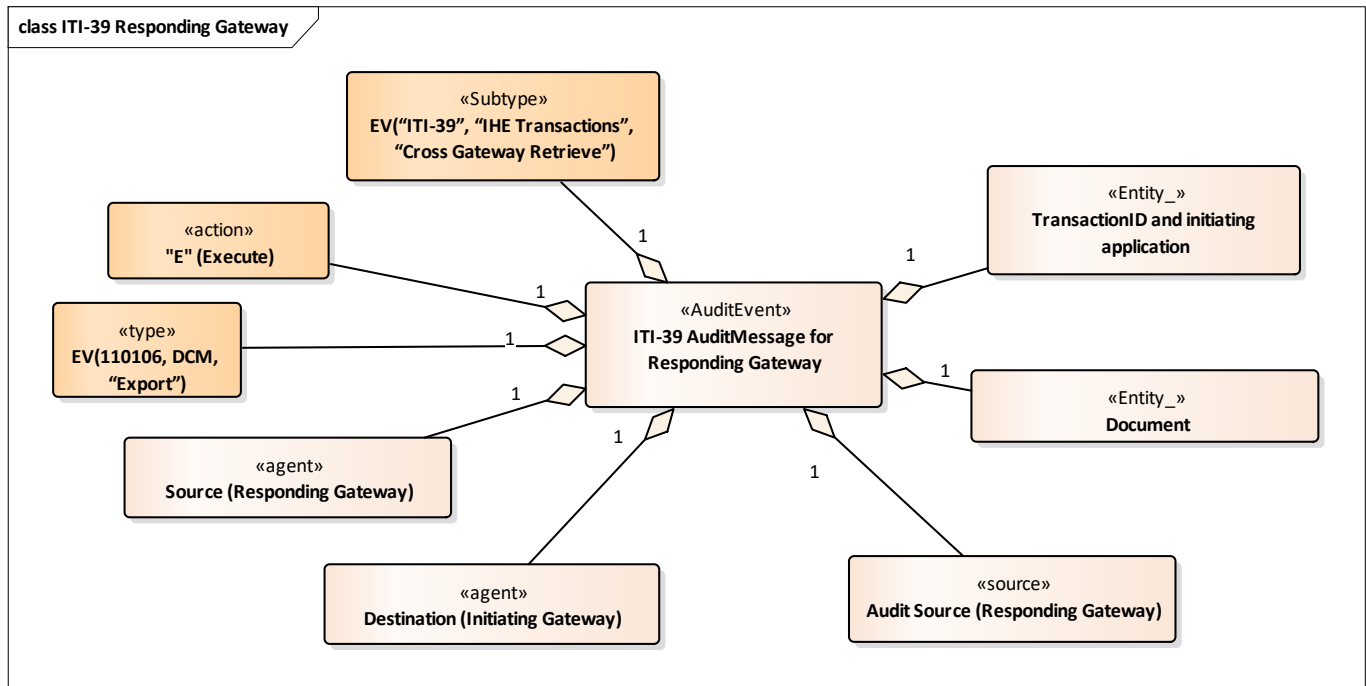 class ITI-39 Responding Gateway
«Subtype»
EV(“ITI-39”, “IHE Transactions”,
“Cross Gateway Retrieve”)
«Entity_»
TransactionID and initiating
application
«action»
"E" (Execute)
1
1
1
«AuditEvent»
ITI-39 AuditMessage for
Responding Gateway
«type»
EV(110106, DCM,
“Export”)
1
1
«Entity_»
Document
1
«agent»
Source (Responding Gateway)
1
1
«agent»
Destination (Initiating Gateway)
«source»
Audit Source (Responding Gateway)